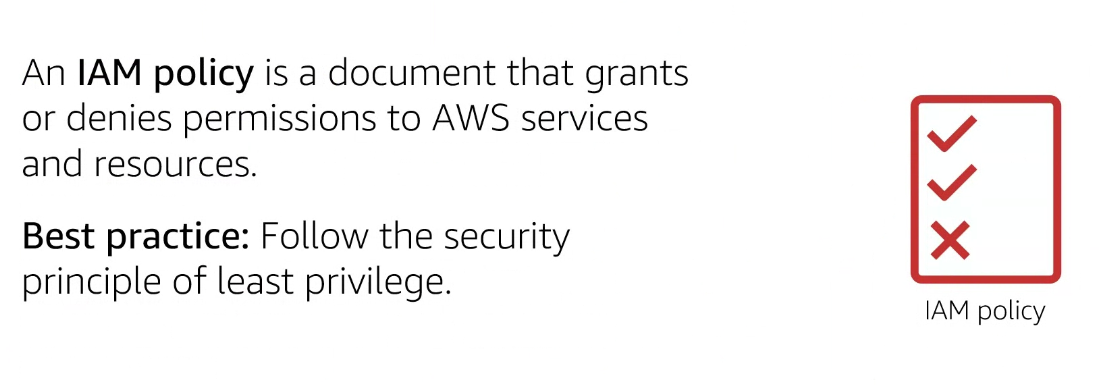 An IAM policy is a document that grants
or denies permissions to AWS services
and resources.
Best practice: Follow the security
principle of least privilege.
IAM policy